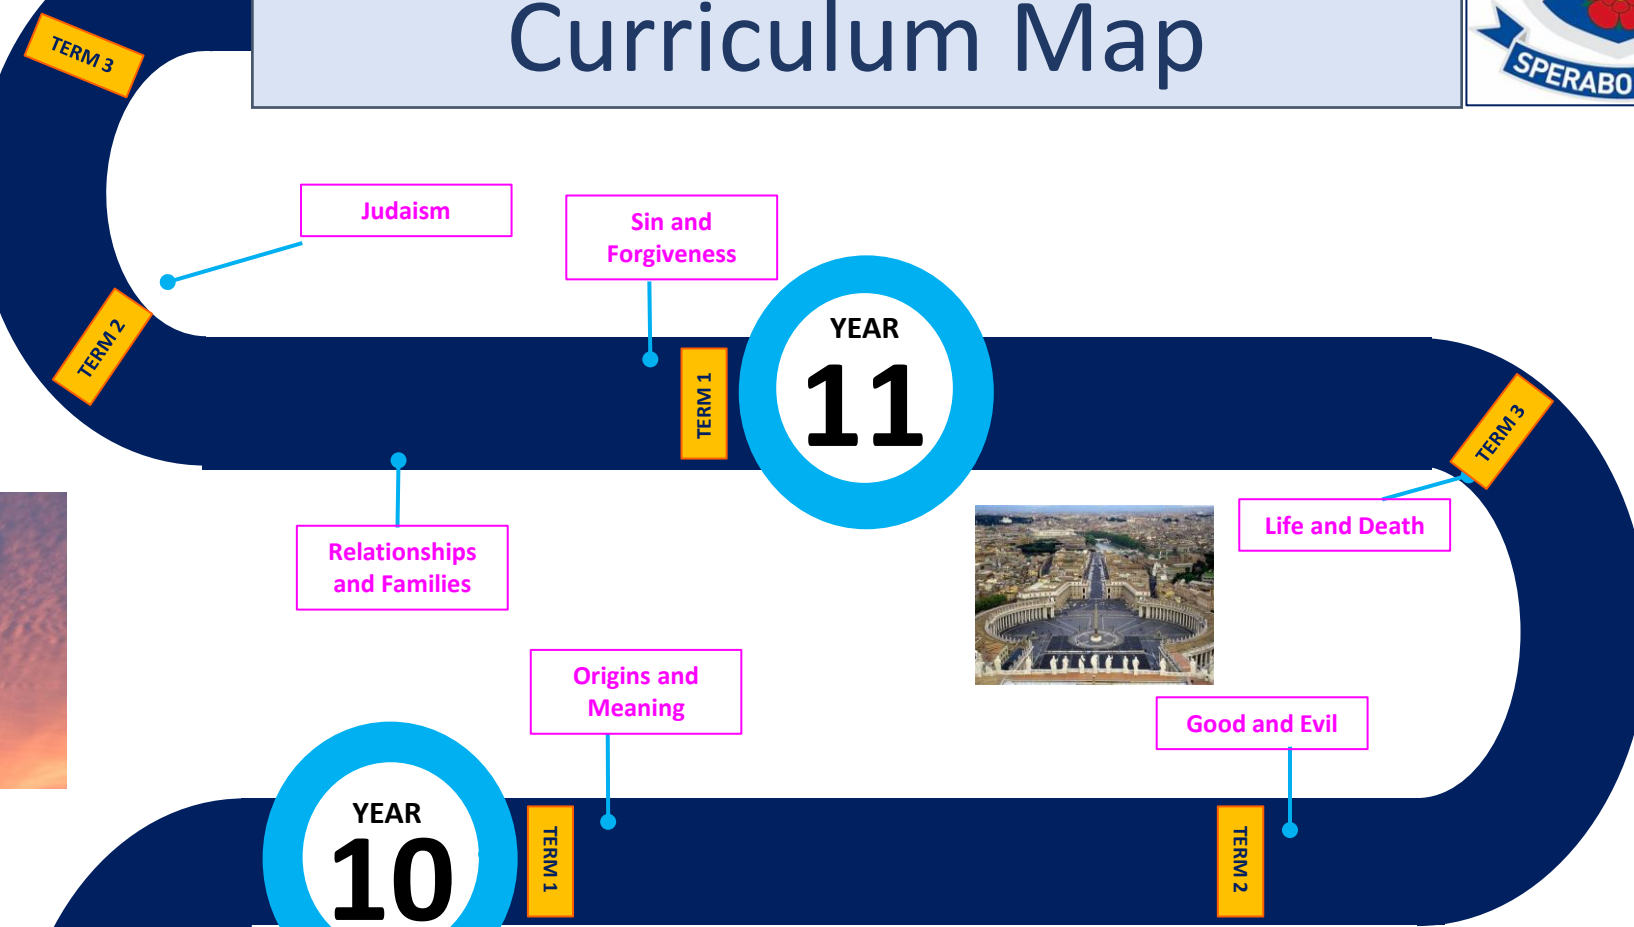 Curriculum Map
SPERABO
TERM 3
Judaism
Sin and
Forgiveness
TERM 2
TERM 1
YEAR
11
TERM 3
Life and Death
Relationships
and Families
Origins and
Meaning
Good and Evil
YEAR
10
TERM 1
TERM 2